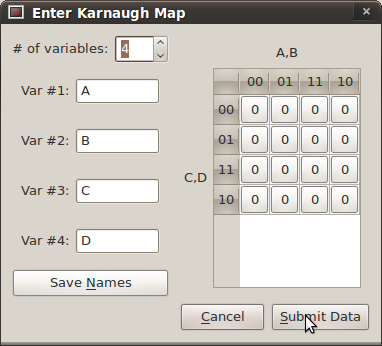 Enter Karnaugh Map
# of variables: 4
A,B
00 01 11 10
Var #1: A
00 0 0 0 0
Var #2: B
01 0 0 0 0
C,D
11 0 0 0 0
Var #3: C
10 0 0 0 0
Var #4: D
Save Names
Cancel Submit Data